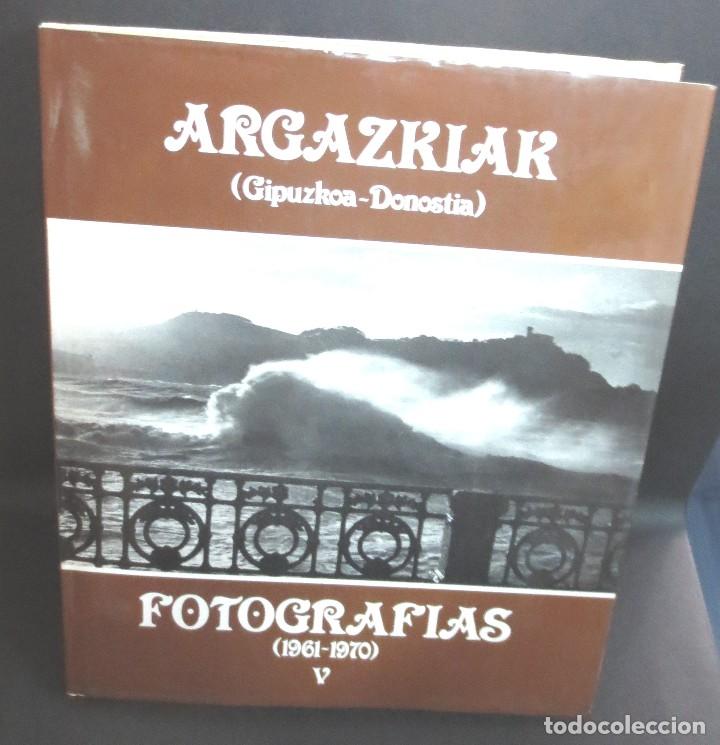 ARGAZKIAK
(Gipuzkoa-Donostia)
FOTOGRAFIAS
(1961-1970)
V
todocoleccion